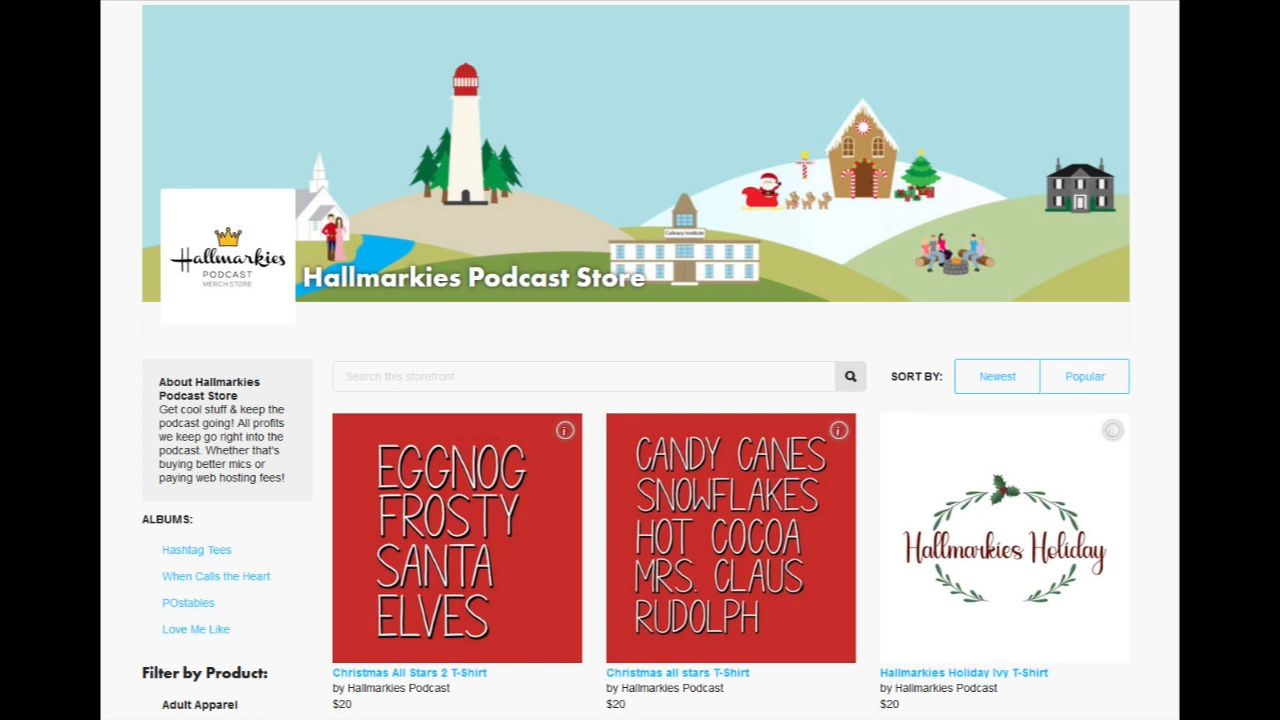 Culinary Institute
Hallmarkies
PODCAST
MERCH STORE
Hallmarkies Podcast Store
About Hallmarkies
Podcast Store
Get cool stuff & keep the
podcast going! All profits
we keep go right into the
podcast. Whether that's
buying better mics or
paying web hosting fees!
ALBUMS:
Hashtag Tees
When Calls the Heart
POstables
Love Me Like
Filter by Product:
Adult Apparel
Search this storefront
SORT BY:
Newest
Popular
EGGNOG
FROSTY
SANTA
ELVES
Christmas All Stars 2 T-Shirt
by Hallmarkies Podcast
$20
CANDY CANES
SNOWFLAKES
HOT COCOA
MRS. CLAUS
RUDOLPH
Christmas all stars T-Shirt
by Hallmarkies Podcast
$20
Hallmarkies Holiday
Hallmarkies Holiday Ivy T-Shirt
by Hallmarkies Podcast
$20